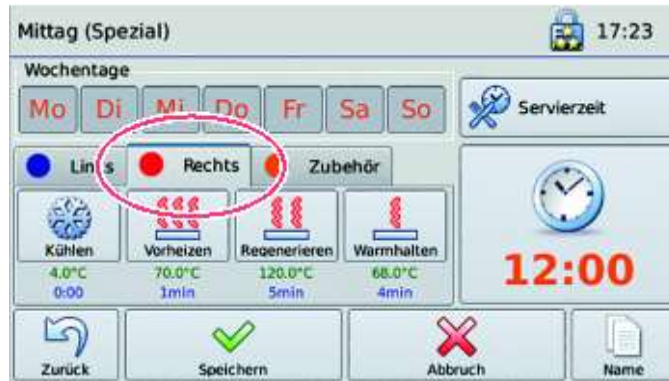 Mittag (Spezial) 17:23
Wochentage
Mo Di Mi Do Fr Sa So
Servierzeit
Links Rechts Zubehör
Kühlen Vorheizen Regenerieren Warmhalten
4.0°C 70.0°C 120.0°C 68.0°C
0:00 1min 5min 4min
12:00
Zurück Speichern Abbruch Name